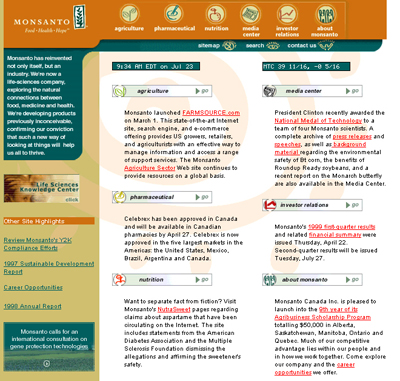 MONSANTO
Food · Health · Hope™
agriculture
pharmaceutical
nutrition
media
center
investor
relations
about
monsanto
sitemap
search
contact us
Monsanto has reinvented
not only itself, but an
industry. We're now a
life-sciences company,
exploring the natural
connections between
food, medicine and health.
We're developing products
previously inconceivable,
confirming our conviction
that such a new way of
looking at things will help
us all to thrive.
Life Sciences
Knowledge Center
click
Other Site Highlights
Review Monsanto's Y2K
Compliance Efforts
1997 Sustainable Development
Report
Career Opportunities
1998 Annual Report
Monsanto calls for an
international consultation on
gene protection technologies
9:34 AM EDT on Jul 23
agriculture
go
Monsanto launched FARMSOURCE.com
on March 1. This state-of-the-art Internet
site, search engine, and e-commerce
offering provides US growers, retailers,
and agriculturists with an effective way to
manage information and access a range
of support services. The Monsanto
Agriculture Sector Web site continues to
provide resources on a global basis.
pharmaceutical
go
Celebrex has been approved in Canada
and will be available in Canadian
pharmacies by April 27. Celebrex is now
approved in the five largest markets in the
Americas: the United States, Mexico,
Brazil, Argentina and Canada.
nutrition
go
Want to separate fact from fiction? Visit
Monsanto's NutraSweet pages regarding
claims about aspartame that have been
circulating on the Internet. The site
includes statements from the American
Diabetes Association and the Multiple
Sclerosis Foundation dismissing the
allegations and affirming the sweetener's
safety.
MTC 39 11/16, -0 5/16
media center
go
President Clinton recently awarded the
National Medal of Technology to a
team of four Monsanto scientists. A
complete archive of press releases and
speeches, as well as background
material regarding the environmental
safety of Bt corn, the benefits of
Roundup Ready soybeans, and a
recent report on the Monarch butterfly
are also available in the Media Center.
investor relations
go
Monsanto's 1999 first-quarter results
and related financial summary were
issued Thursday, April 22.
Second-quarter results will be issued
Tuesday, July 27.
about monsanto
go
Monsanto Canada Inc. is pleased to
launch into the 9th year of its
Agribusiness Scholarship Program
totalling $50,000 in Alberta,
Saskatchewan, Manitoba, Ontario and
Quebec. Much of our competitive
advantage lies within our people and
in how we work together. Come explore
our company and the career
opportunities we offer.